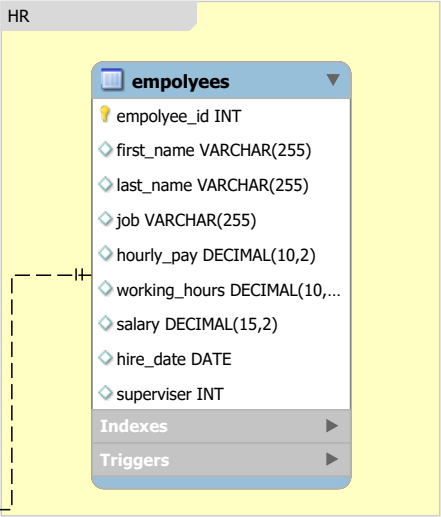 HR
empolyees
empolyee_id INT
first_name VARCHAR(255)
last_name VARCHAR(255)
job VARCHAR(255)
hourly_pay DECIMAL(10,2)
working_hours DECIMAL(10,...
salary DECIMAL(15,2)
hire_date DATE
superviser INT
Indexes
Triggers